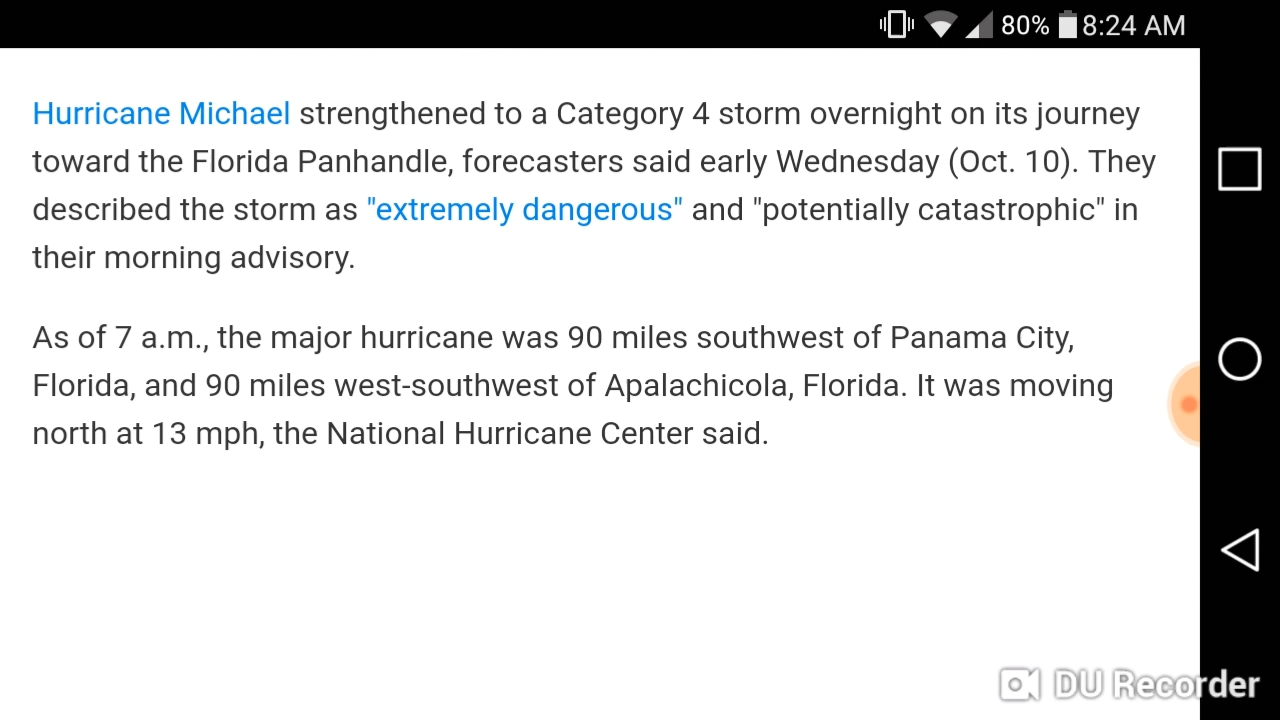 80% 8:24 AM
Hurricane Michael strengthened to a Category 4 storm overnight on its journey
toward the Florida Panhandle, forecasters said early Wednesday (Oct. 10). They
described the storm as "extremely dangerous" and "potentially catastrophic" in
their morning advisory.
As of 7 a.m., the major hurricane was 90 miles southwest of Panama City,
Florida, and 90 miles west-southwest of Apalachicola, Florida. It was moving
north at 13 mph, the National Hurricane Center said.
DU Recorder